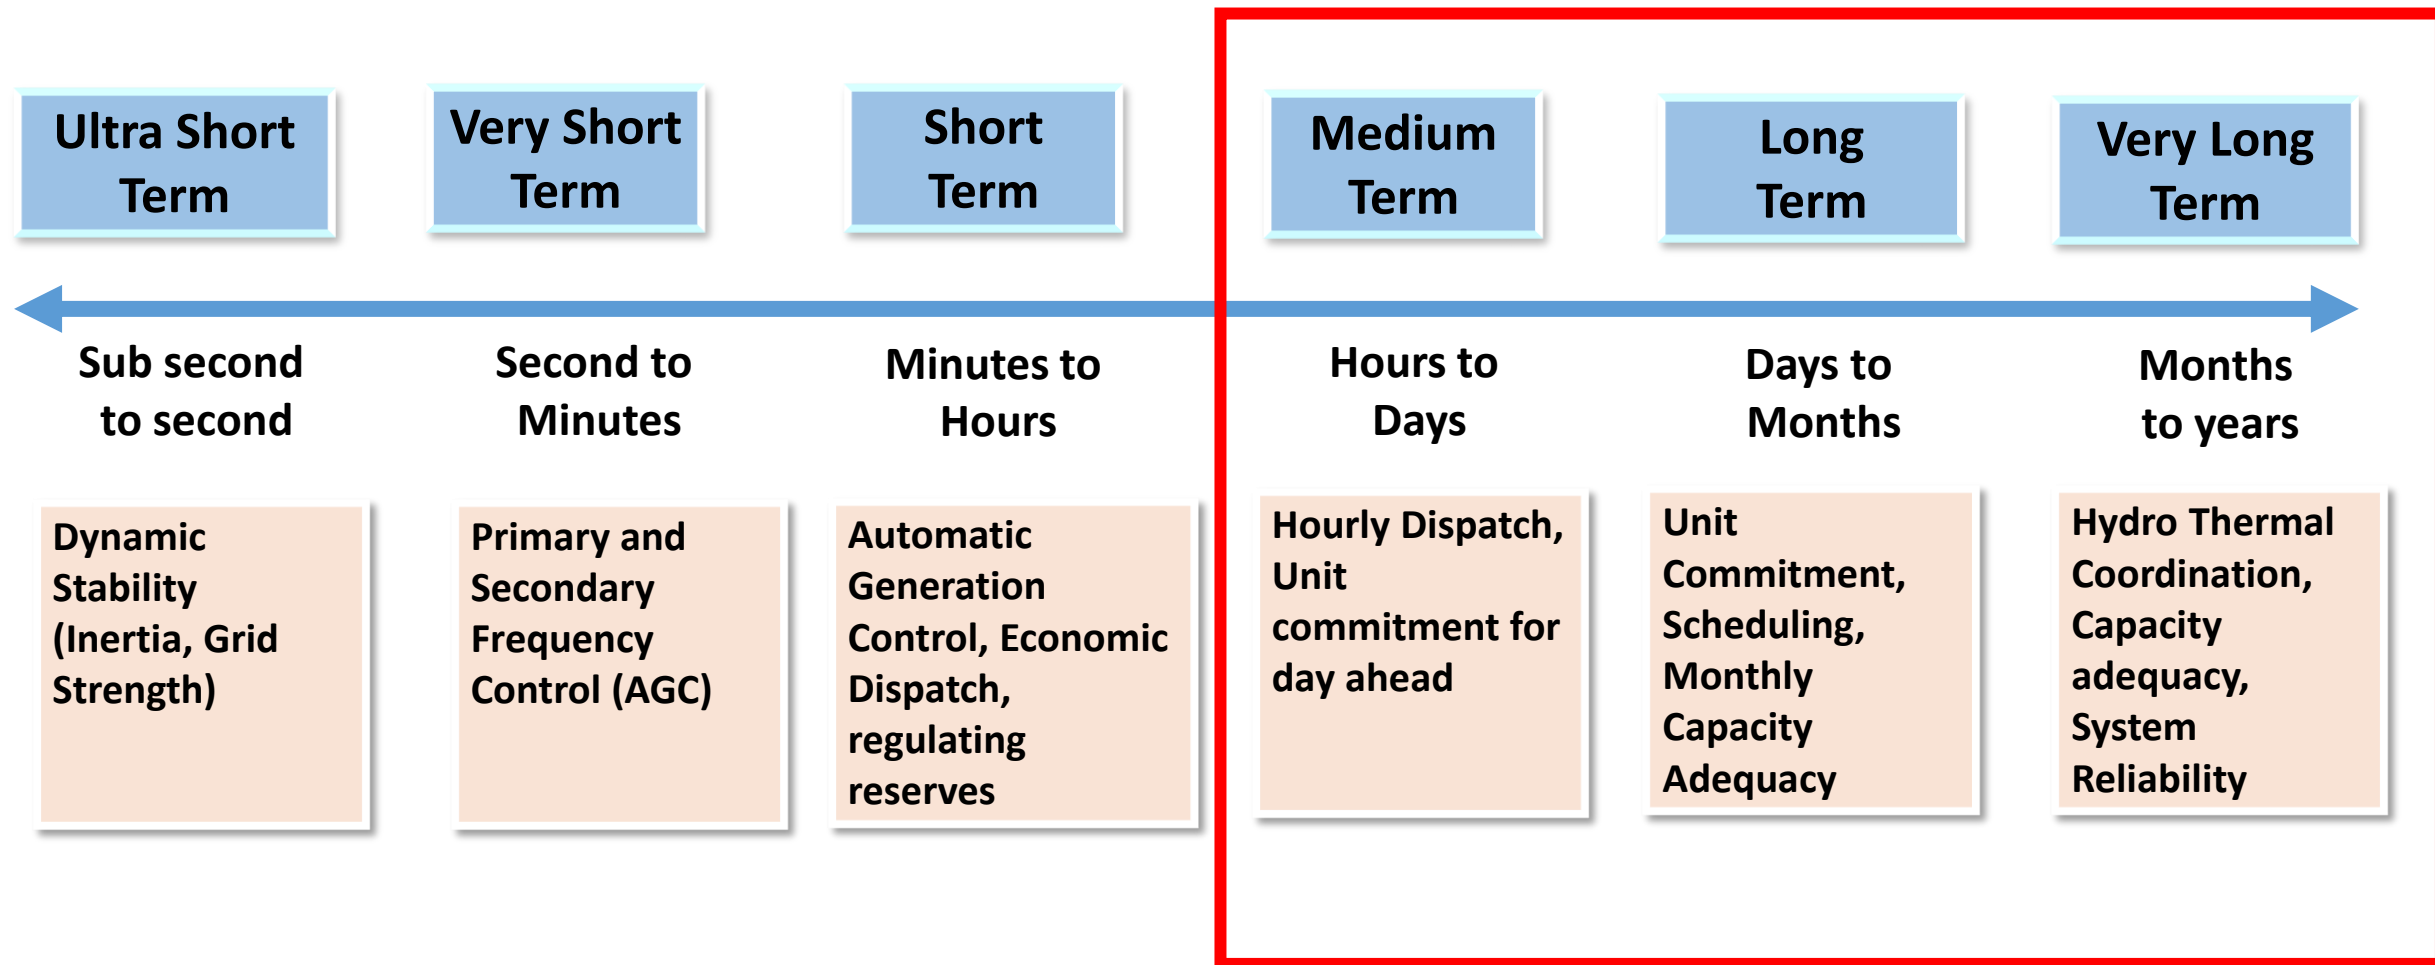 Ultra Short
Term
Very Short
Term
Short
Term
Medium
Term
Long
Term
Very Long
Term
Sub second
to second
Second to
Minutes
Minutes to
Hours
Hours to
Days
Days to
Months
Months
to years
Dynamic
Stability
(Inertia, Grid
Strength)
Primary and
Secondary
Frequency
Control (AGC)
Automatic
Generation
Control, Economic
Dispatch,
regulating
reserves
Hourly Dispatch,
Unit
commitment for
day ahead
Unit
Commitment,
Scheduling,
Monthly
Capacity
Adequacy
Hydro Thermal
Coordination,
Capacity
adequacy,
System
Reliability